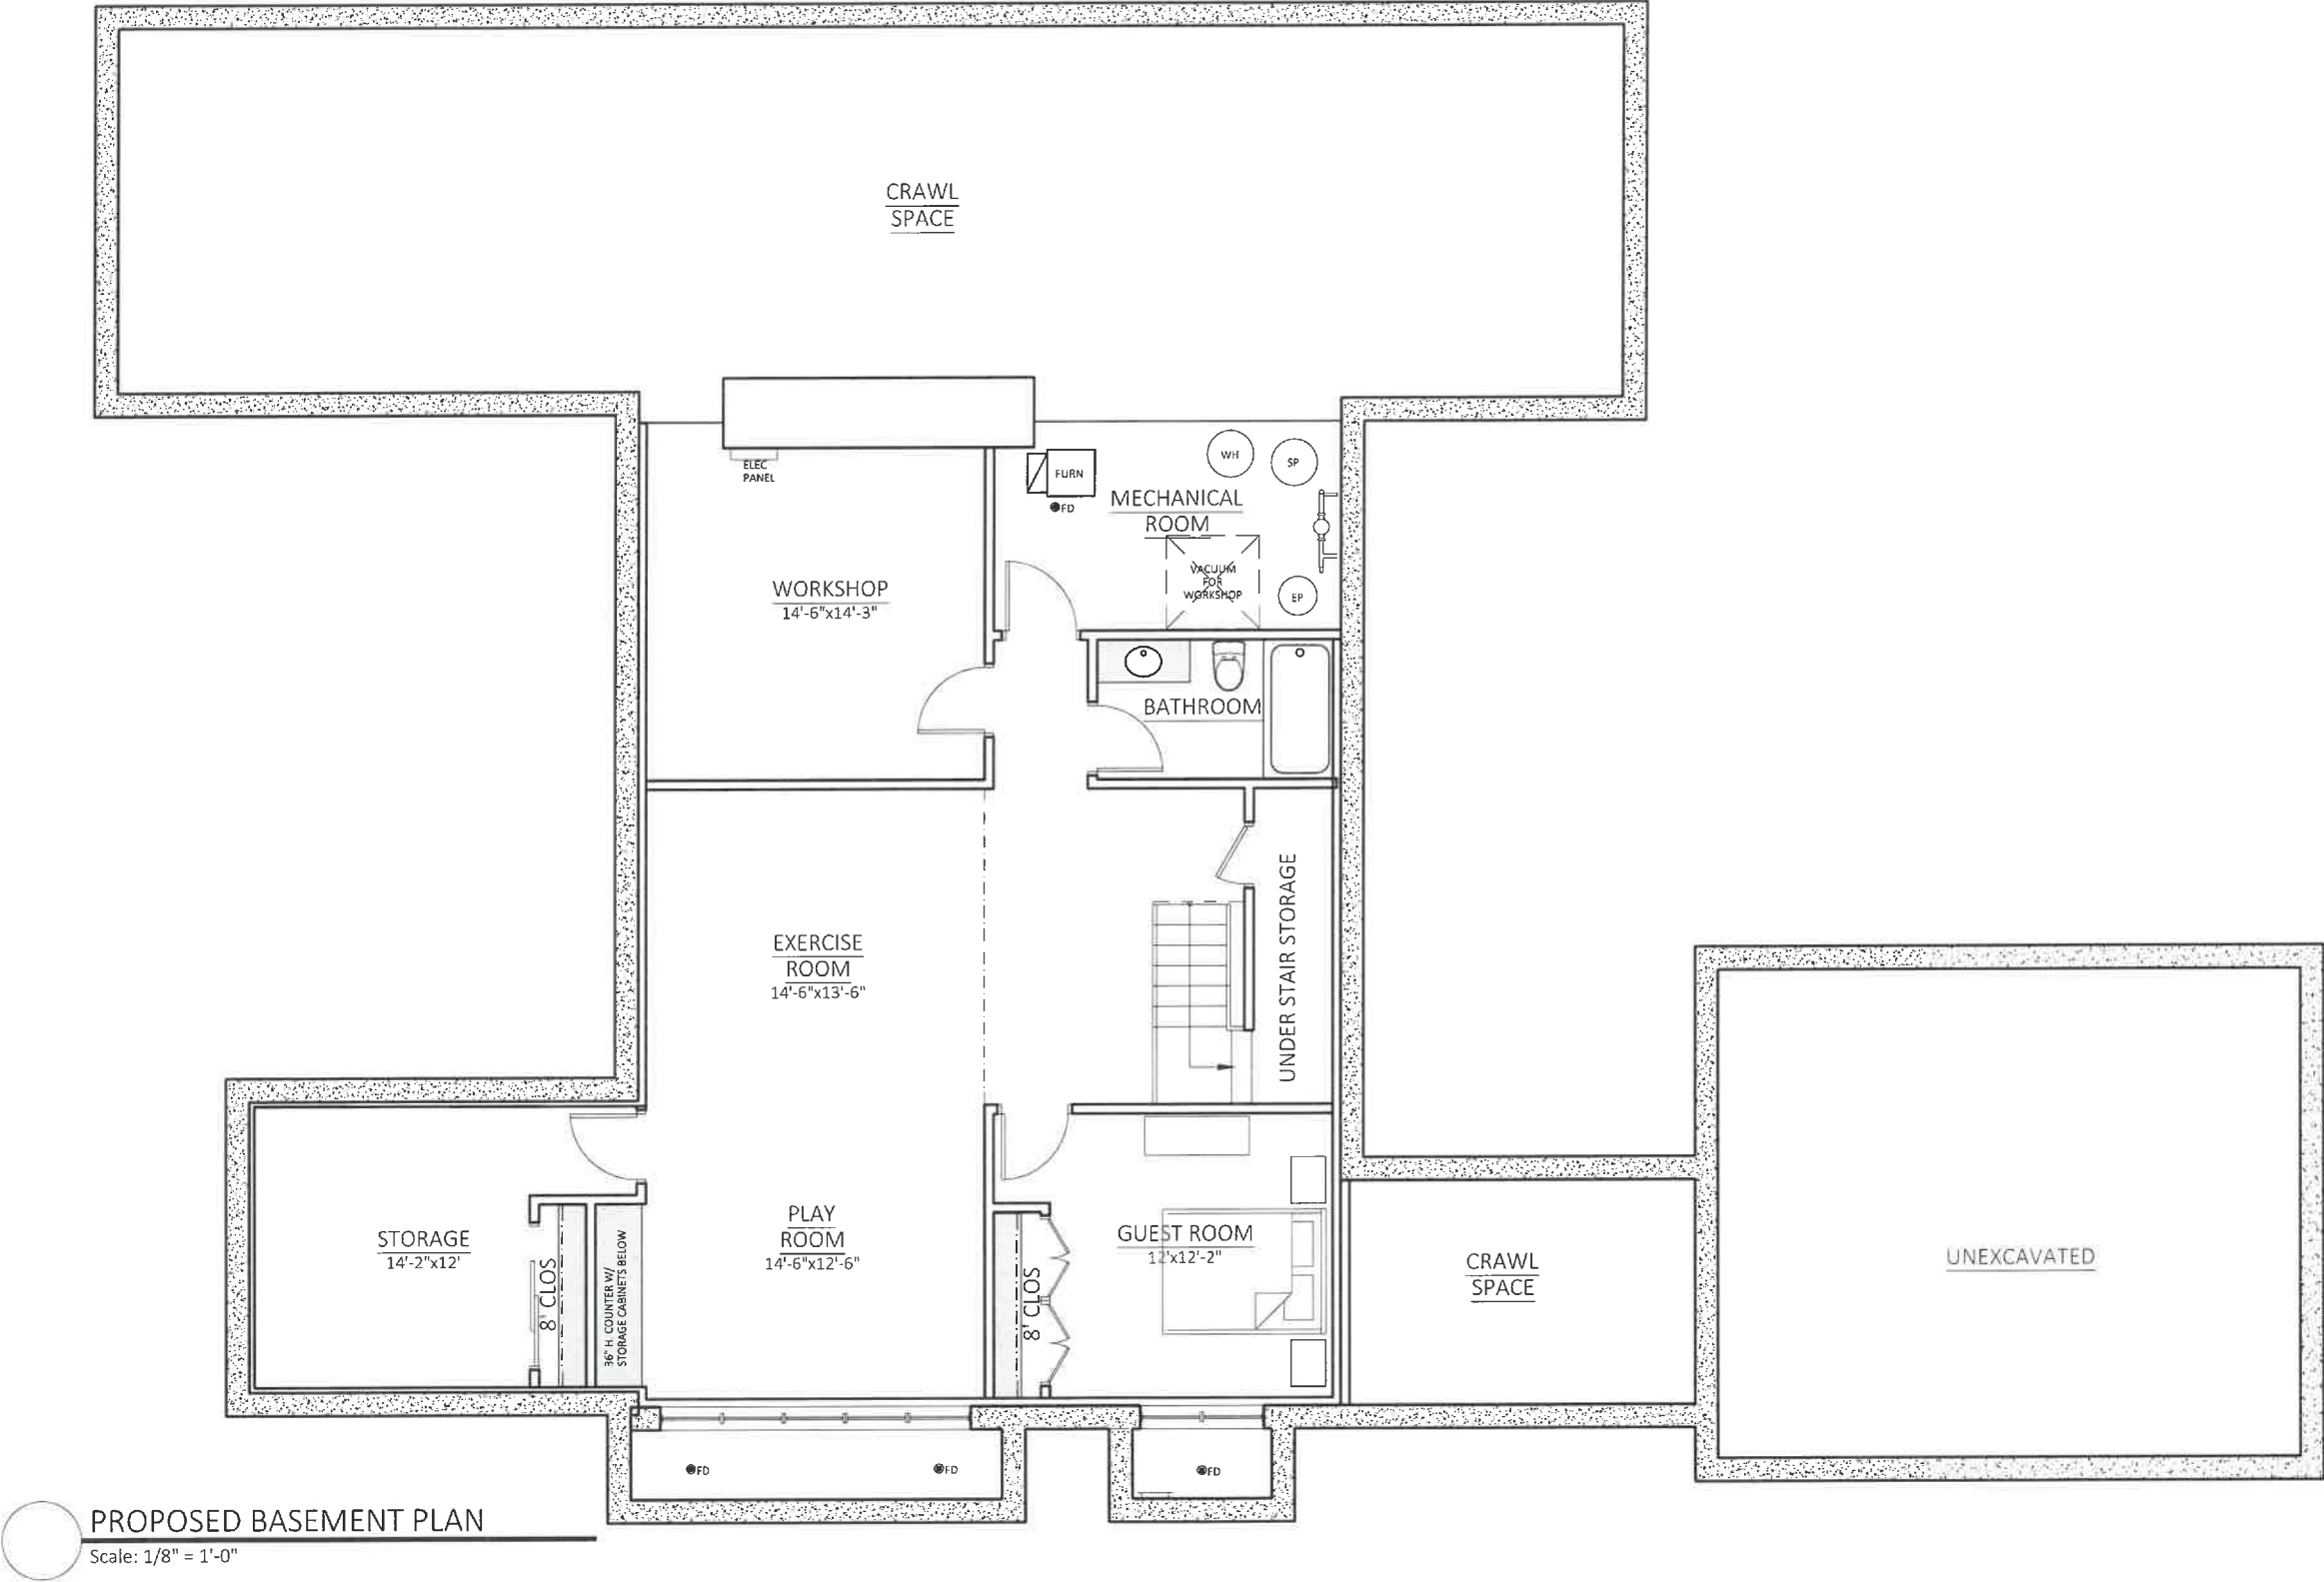 CRAWL
SPACE
ELEC
PANEL
FURN
WH
SP
FD
MECHANICAL
ROOM
VACUUM
FOR
WORKSHOP
EP
WORKSHOP
14'-6"x14'-3"
BATHROOM
EXERCISE
ROOM
14'-6"x13'-6"
UNDER STAIR STORAGE
STORAGE
14'-2"x12'
8' CLOS
36" H. COUNTER W/
STORAGE CABINETS BELOW
PLAY
ROOM
14'-6"x12'-6"
8' CLOS
GUEST ROOM
12'x12'-2"
CRAWL
SPACE
UNEXCAVATED
FD
FD
FD
PROPOSED BASEMENT PLAN
Scale: 1/8" = 1'-0"